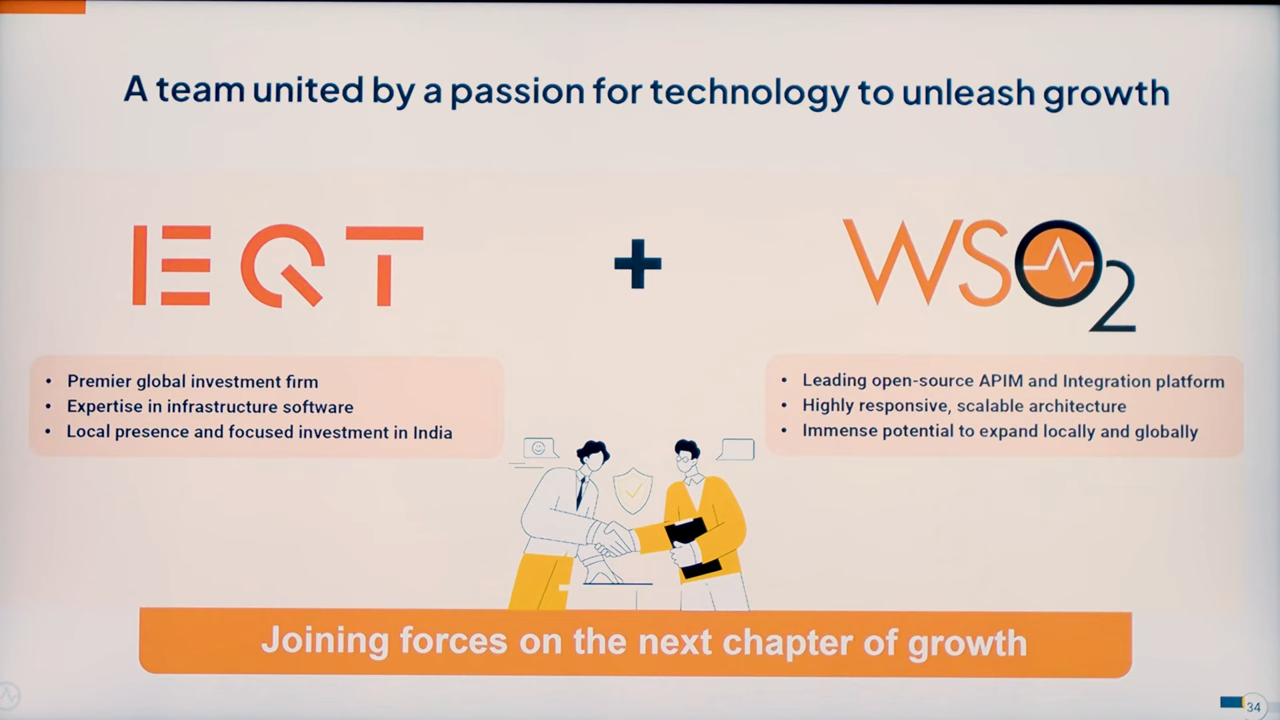 A team united by a passion for technology to unleash growth
EQT
+
WSO2
• Premier global investment firm
• Expertise in infrastructure software
• Local presence and focused investment in India
• Leading open-source APIM and Integration platform
• Highly responsive, scalable architecture
• Immense potential to expand locally and globally
Joining forces on the next chapter of growth
34